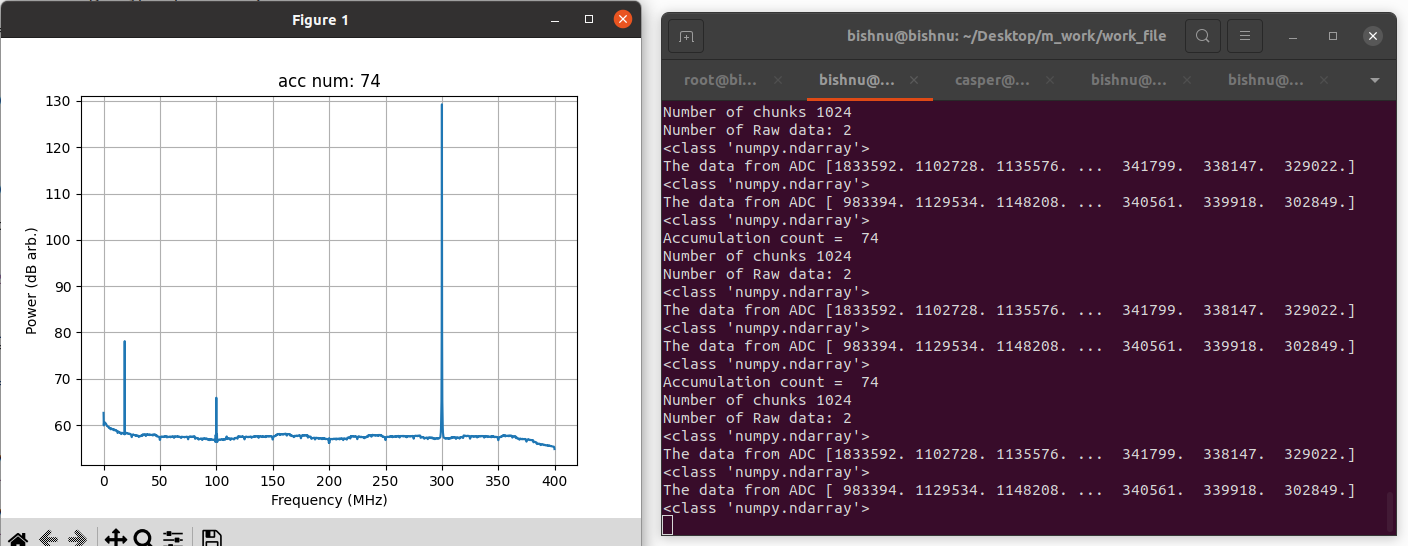 Figure 1
acc num: 74
130
120
110
100
90
80
70
60
Power (dB arb.)
0 50 100 150 200 250 300 350 400
Frequency (MHz)
bishnu@bishnu: ~/Desktop/m_work/work_file
root@bi... bishnu@... casper@... bishnu@... bishnu@...
Number of chunks 1024
Number of Raw data: 2
<class 'numpy.ndarray'>
The data from ADC [1833592. 1102728. 1135576. ...  341799.  338147.  329022.]
<class 'numpy.ndarray'>
The data from ADC [ 983394. 1129534. 1148208. ...  340561.  339918.  302849.]
<class 'numpy.ndarray'>
Accumulation count =  74
Number of chunks 1024
Number of Raw data: 2
<class 'numpy.ndarray'>
The data from ADC [1833592. 1102728. 1135576. ...  341799.  338147.  329022.]
<class 'numpy.ndarray'>
The data from ADC [ 983394. 1129534. 1148208. ...  340561.  339918.  302849.]
<class 'numpy.ndarray'>
Accumulation count =  74
Number of chunks 1024
Number of Raw data: 2
<class 'numpy.ndarray'>
The data from ADC [1833592. 1102728. 1135576. ...  341799.  338147.  329022.]
<class 'numpy.ndarray'>
The data from ADC [ 983394. 1129534. 1148208. ...  340561.  339918.  302849.]
<class 'numpy.ndarray'>